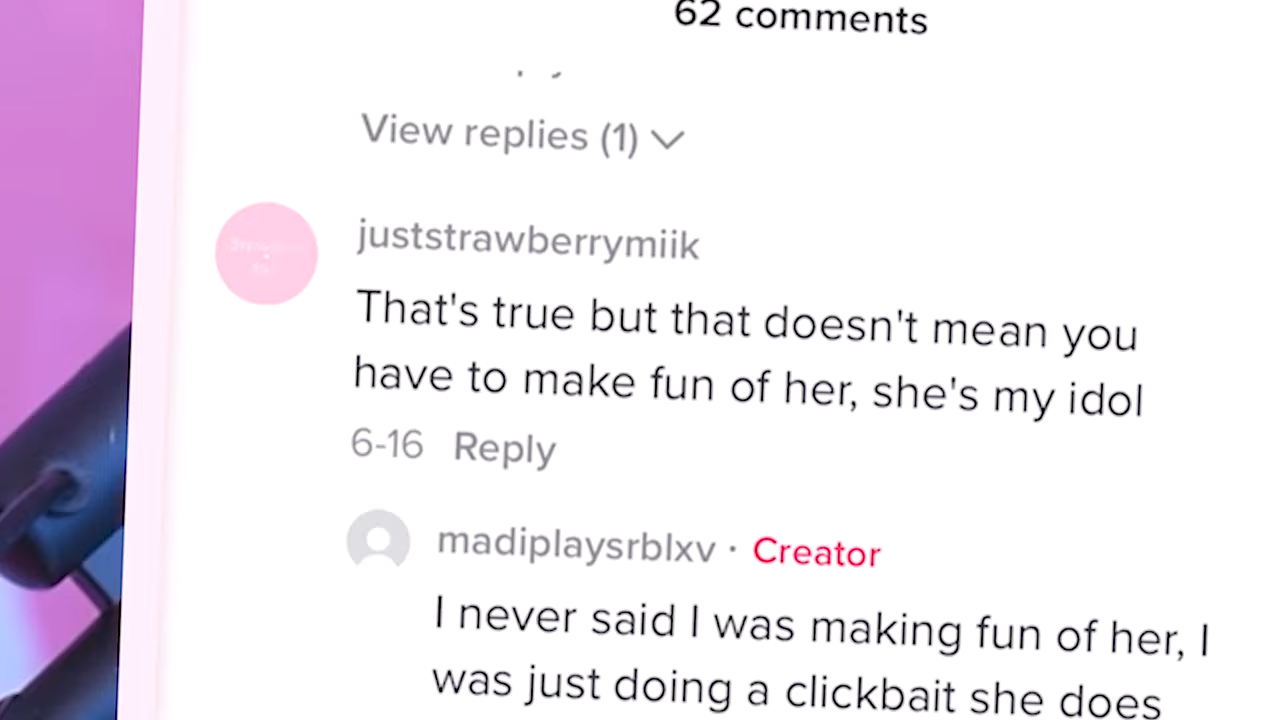 62 comments
View replies (1)
juststrawberrymiik
That's true but that doesn't mean you
have to make fun of her, she's my idol
6-16 Reply
madiplaysrblxv · Creator
I never said I was making fun of her, I
was just doing a clickbait she does